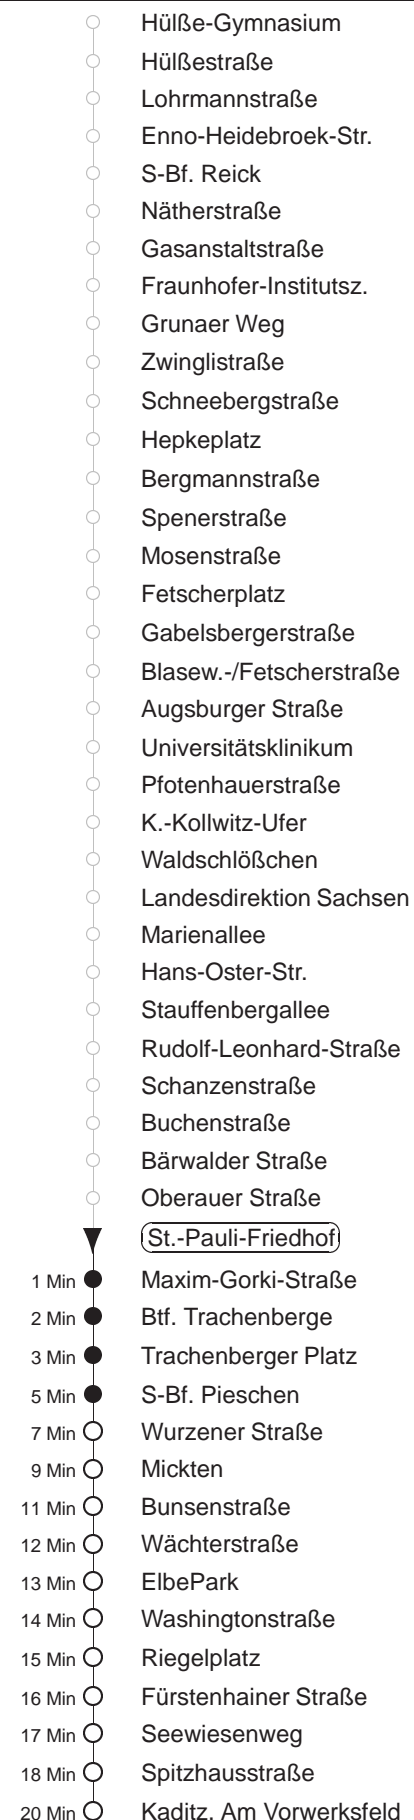 Hülße-Gymnasium
Hülßestraße
Lohrmannstraße
Enno-Heidebroek-Str.
S-Bf. Reick
Nätherstraße
Gasanstaltstraße
Fraunhofer-Institutsz.
Grunaer Weg
Zwinglistraße
Schneebergstraße
Hepkeplatz
Bergmannstraße
Spenerstraße
Mosenstraße
Fetscherplatz
Gabelsbergerstraße
Blasew.-/Fetscherstraße
Augsburger Straße
Universitätsklinikum
Pfotenhauerstraße
K.-Kollwitz-Ufer
Waldschlößchen
Landesdirektion Sachsen
Marienallee
Hans-Oster-Str.
Stauffenbergallee
Rudolf-Leonhard-Straße
Schanzenstraße
Buchenstraße
Bärwalder Straße
Oberauer Straße
St.-Pauli-Friedhof
1 Min Maxim-Gorki-Straße
2 Min Btf. Trachenberge
3 Min Trachenberger Platz
5 Min S-Bf. Pieschen
7 Min Wurzener Straße
9 Min Mickten
11 Min Bunsenstraße
12 Min Wächterstraße
13 Min ElbePark
14 Min Washingtonstraße
15 Min Riegelplatz
16 Min Fürstenhainer Straße
17 Min Seewiesenweg
18 Min Spitzhausstraße
20 Min Kaditz, Am Vorwerksfeld